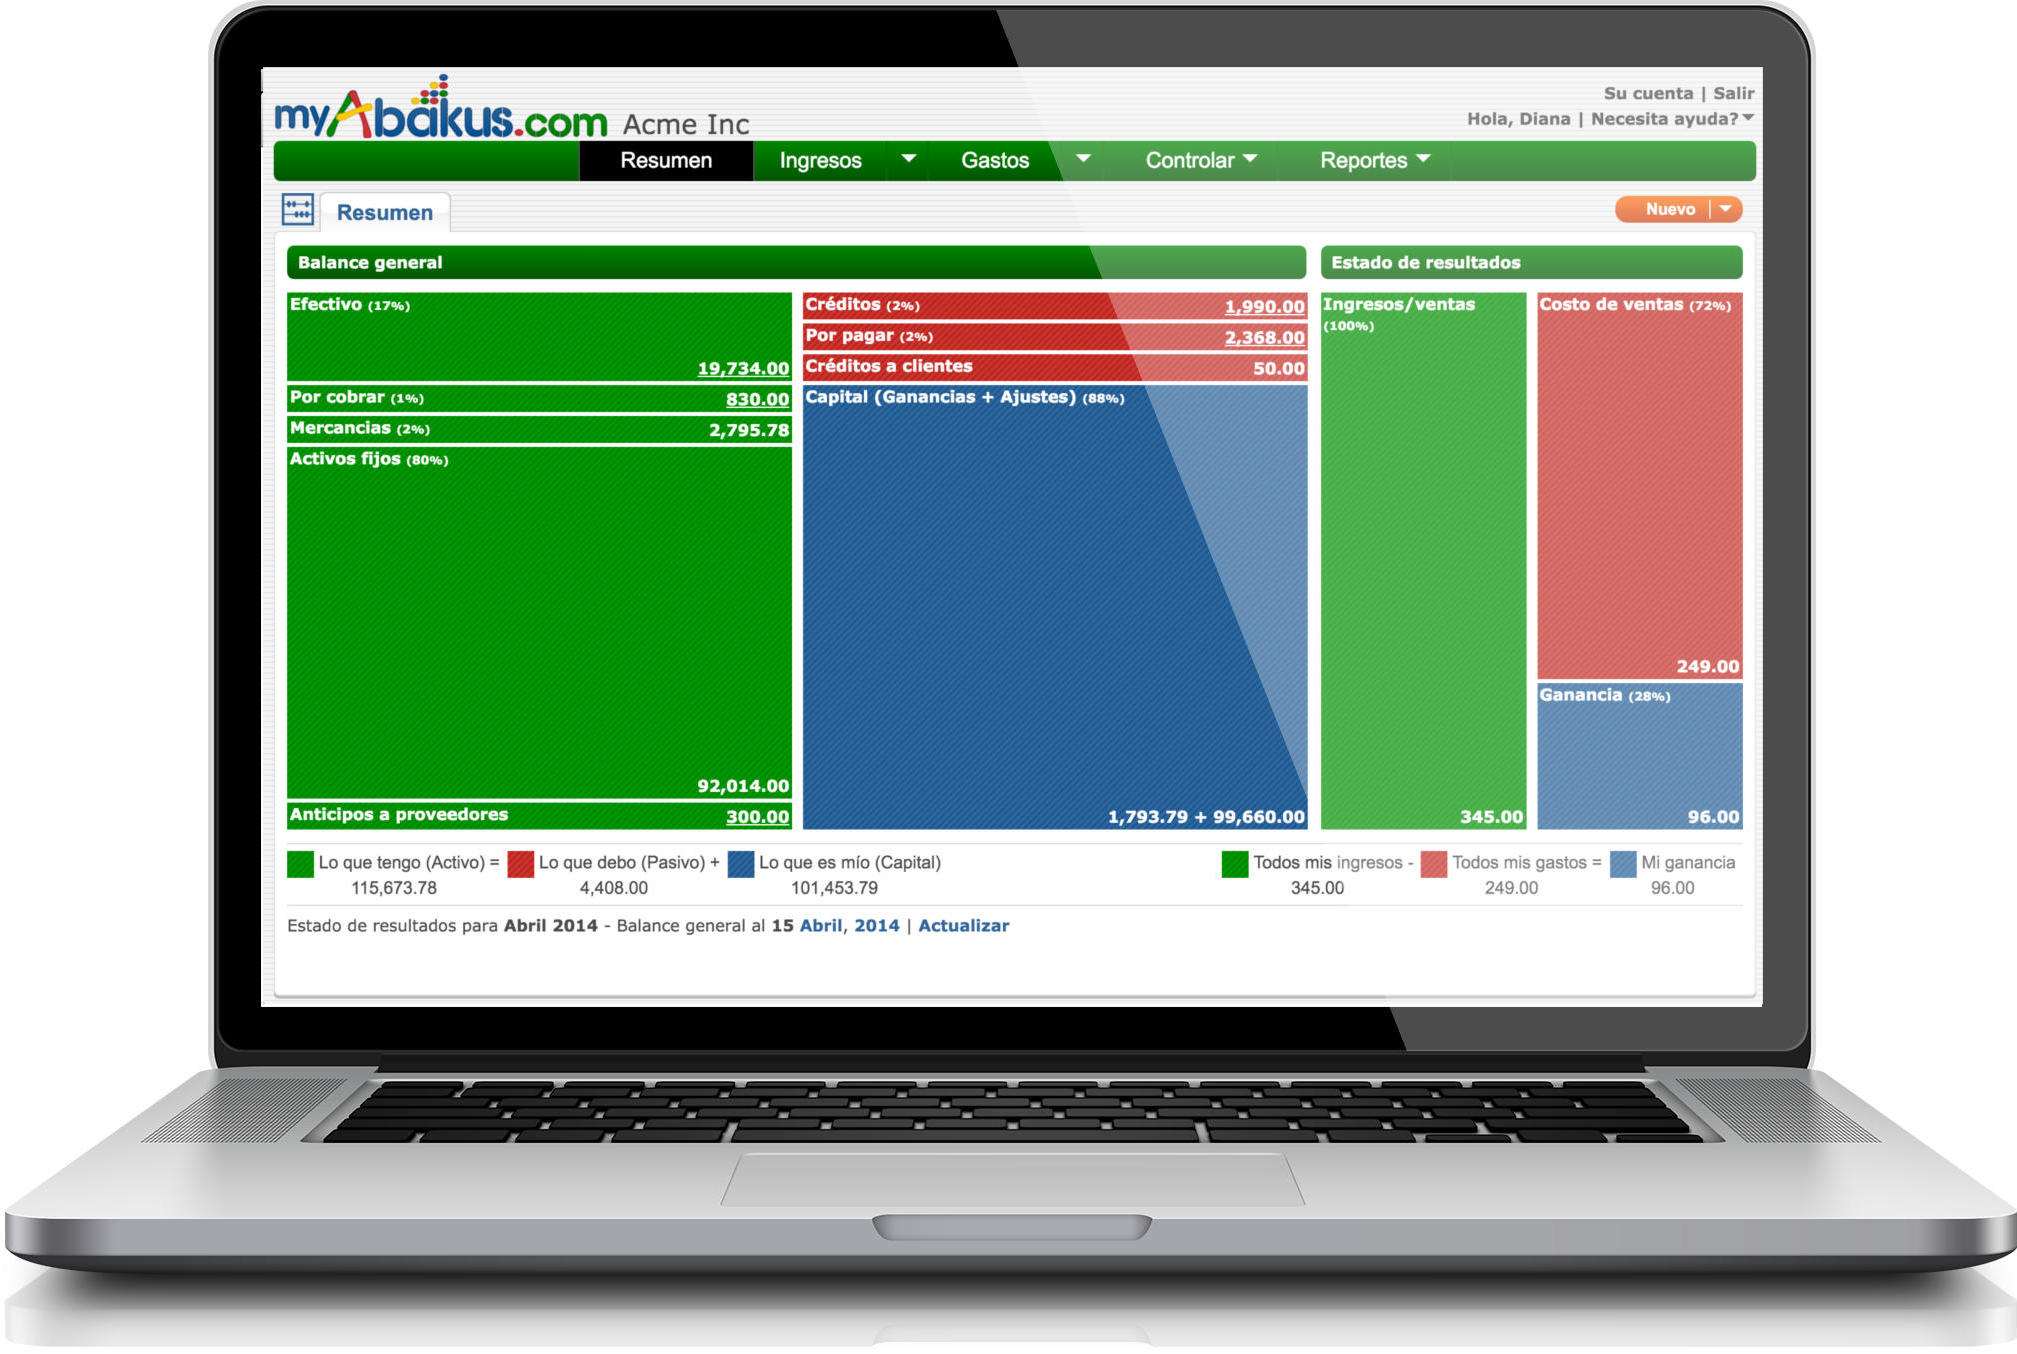 myAbakus.com Acme Inc
Su cuenta | Salir
Hola, Diana | Necesita ayuda?
Resumen Ingresos Gastos Controlar Reportes
Resumen
Nuevo
Balance general
Efectivo (17%)
19,734.00
Por cobrar (1%) 830.00
Mercancias (2%) 2,795.78
Activos fijos (80%)
92,014.00
Anticipos a proveedores 300.00
Créditos (2%) 1,990.00
Por pagar (2%) 2,368.00
Créditos a clientes 50.00
Capital (Ganancias + Ajustes) (88%)
1,793.79 + 99,660.00
Estado de resultados
Ingresos/ventas
(100%)
345.00
Costo de ventas (72%)
249.00
Ganancia (28%)
96.00
Lo que tengo (Activo) = Lo que debo (Pasivo) + Lo que es mío (Capital)
115,673.78 4,408.00 101,453.79
Todos mis ingresos - Todos mis gastos = Mi ganancia
345.00 249.00 96.00
Estado de resultados para Abril 2014 - Balance general al 15 Abril, 2014 | Actualizar